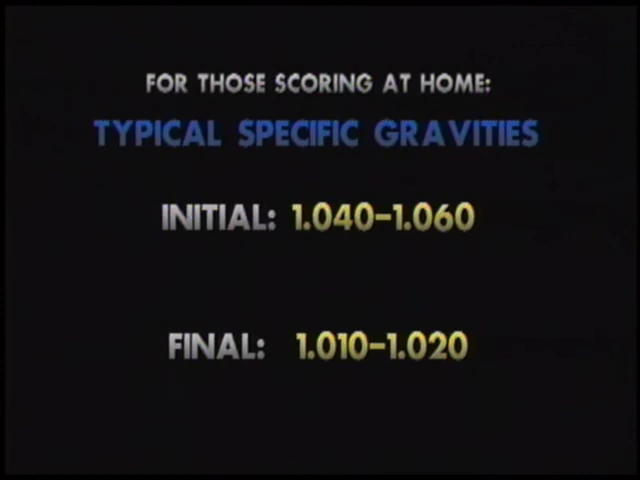 FOR THOSE SCORING AT HOME:
TYPICAL SPECIFIC GRAVITIES
INITIAL: 1.040-1.060
FINAL: 1.010-1.020